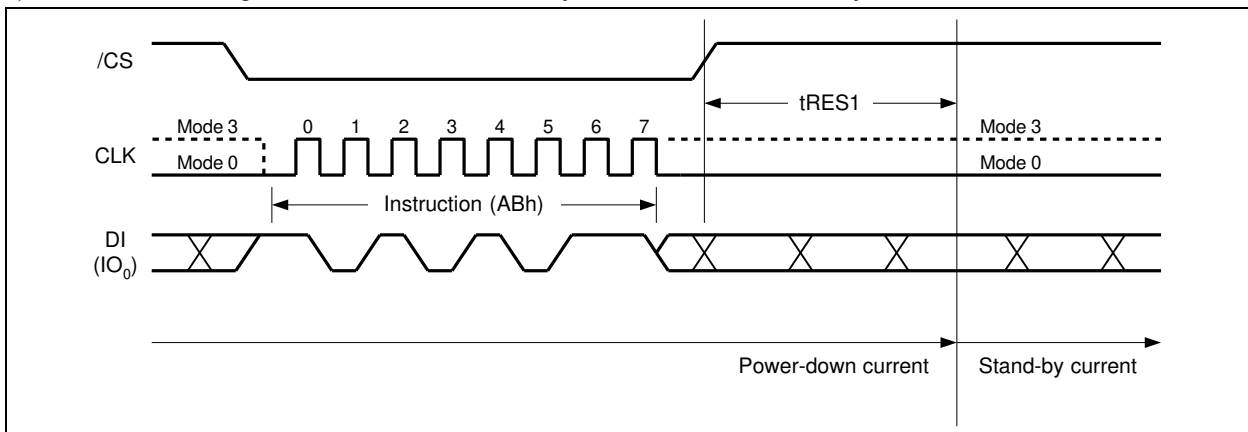 /CS
tRES1
Mode 3
0 1 2 3 4 5 6 7
Mode 3
CLK
Mode 0
Mode 0
Instruction (ABh)
DI
(IO0)
Power-down current
Stand-by current